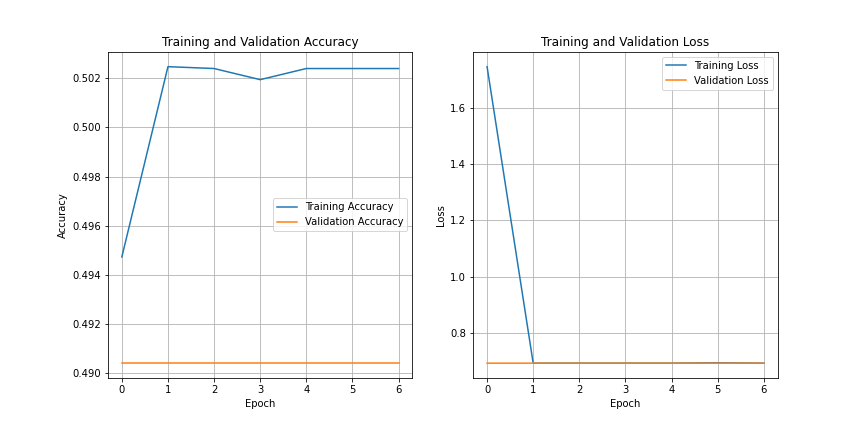 Training and Validation Accuracy
0.502
0.500
0.498
0.496
0.494
0.492
0.490
Accuracy
Training Accuracy
Validation Accuracy
0 1 2 3 4 5 6
Epoch
Training and Validation Loss
1.6
1.4
1.2
1.0
0.8
Loss
Training Loss
Validation Loss
0 1 2 3 4 5 6
Epoch